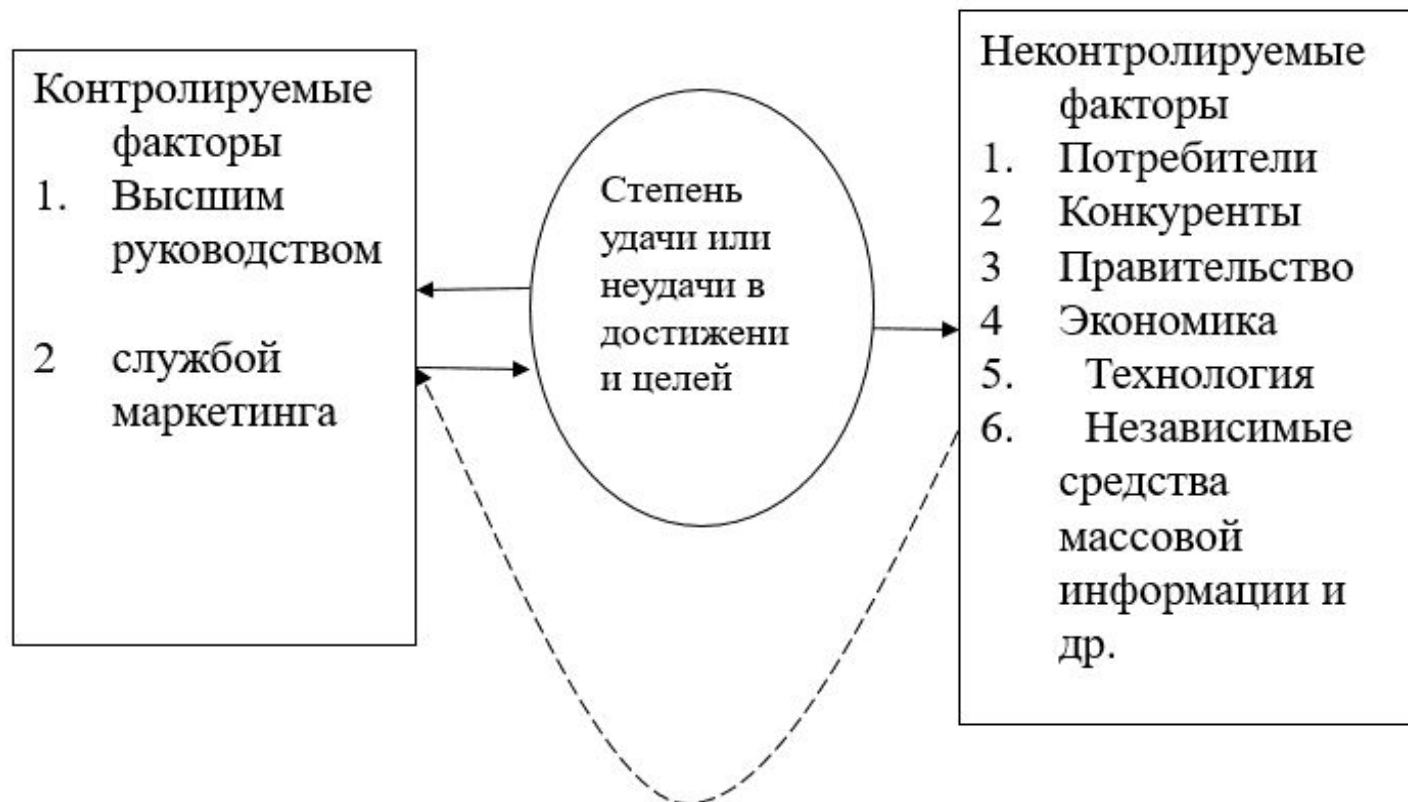 Контролируемые
факторы
1. Высшим
руководством
2 службой
маркетинга
Степень
удачи или
неудачи в
достижени
и целей
Неконтролируемые
факторы
1. Потребители
2 Конкуренты
3 Правительство
4 Экономика
5. Технология
6. Независимые
средства
массовой
информации и
др.